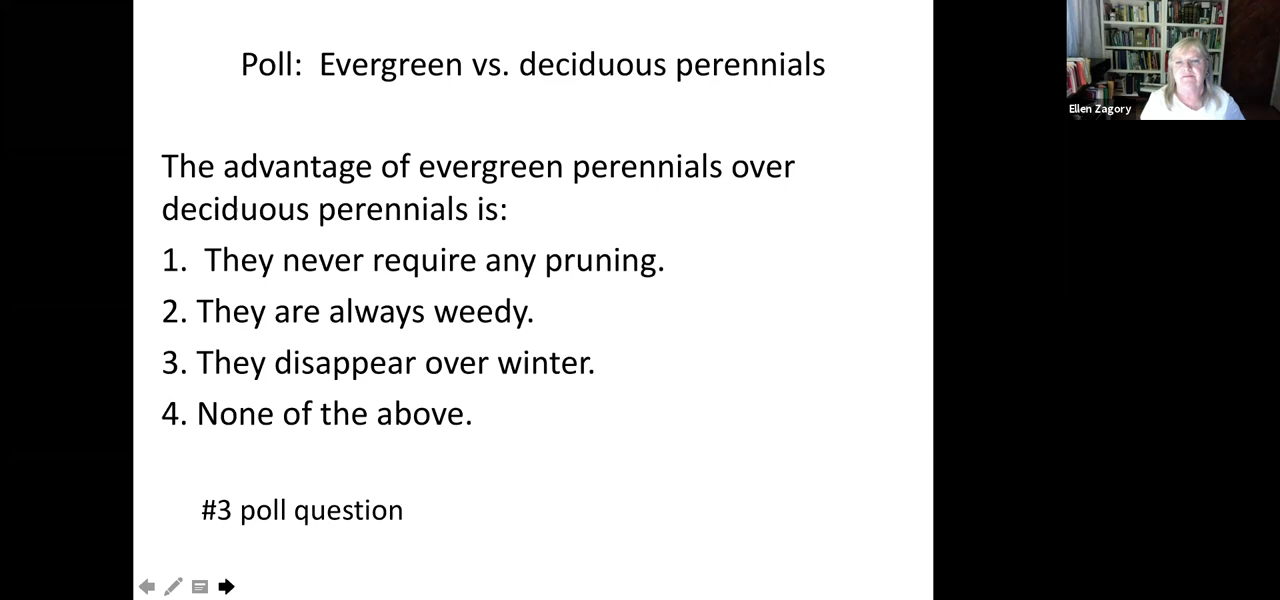 Poll:  Evergreen vs. deciduous perennials
Ellen Zagory
The advantage of evergreen perennials over
deciduous perennials is:
1.  They never require any pruning.
2. They are always weedy.
3. They disappear over winter.
4. None of the above.
#3 poll question